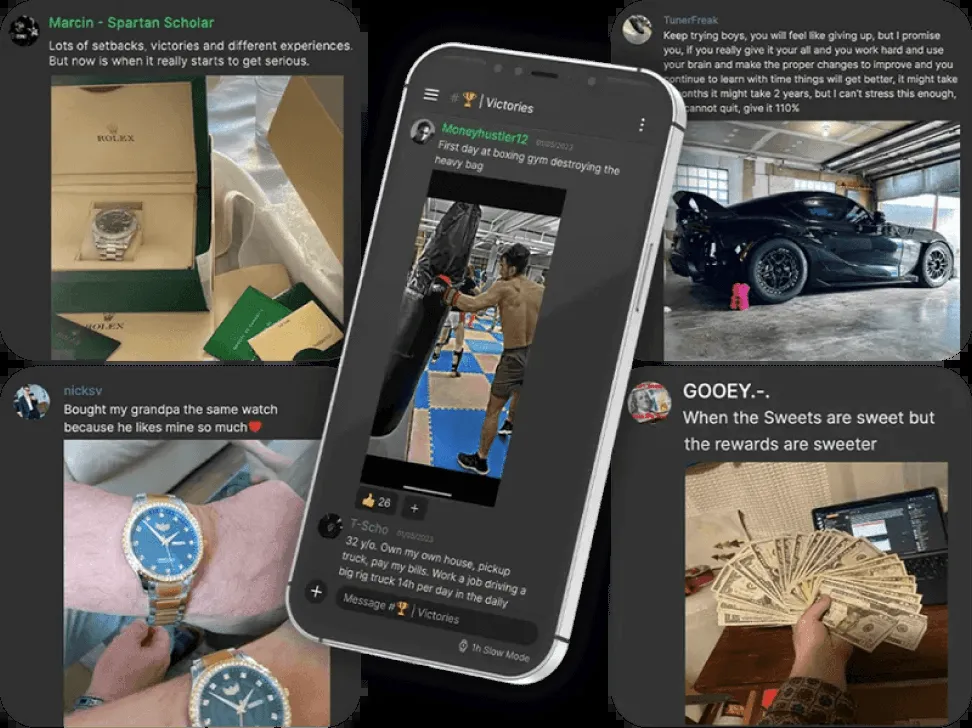 Marcin - Spartan Scholar
Lots of setbacks, victories and different experiences.
But now is when it really starts to get serious.
ROLEX
ROLEX
TunerFreak
Keep trying boys, you will feel like giving up, but I promise
you, if you really give it your all and you work hard and use
your brain and make the proper changes to improve and you
continue to learn with time things will get better, it might take
months it might take 2 years, but I can't stress this enough,
cannot quit, give it 110%
# 🏆 | Victories
Moneyhustler12 01/05/2023
First day at boxing gym destroying the
heavy bag
👍 26 +
T-Scho 01/05/2023
32 y/o. Own my own house, pickup
truck, pay my bills. Work a job driving a
big rig truck 14h per day in the daily
+ Message # 🏆 | Victories
1h Slow Mode
nicksv
Bought my grandpa the same watch
because he likes mine so much❤️
GOOEY.-.
When the Sweets are sweet but
the rewards are sweeter